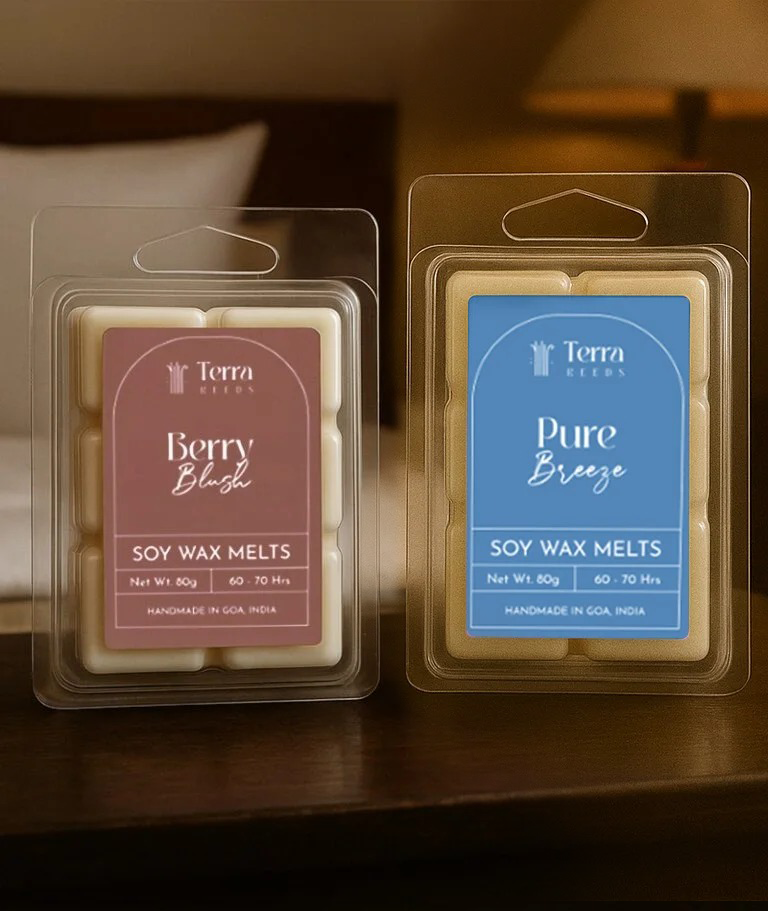 Terra
REEDS
Berry
Blush
SOY WAX MELTS
Net Wt. 80g
60 - 70 Hrs
HANDMADE IN GOA, INDIA
Terra
REEDS
Pure
Breeze
SOY WAX MELTS
Net Wt. 80g
60 - 70 Hrs
HANDMADE IN GOA, INDIA